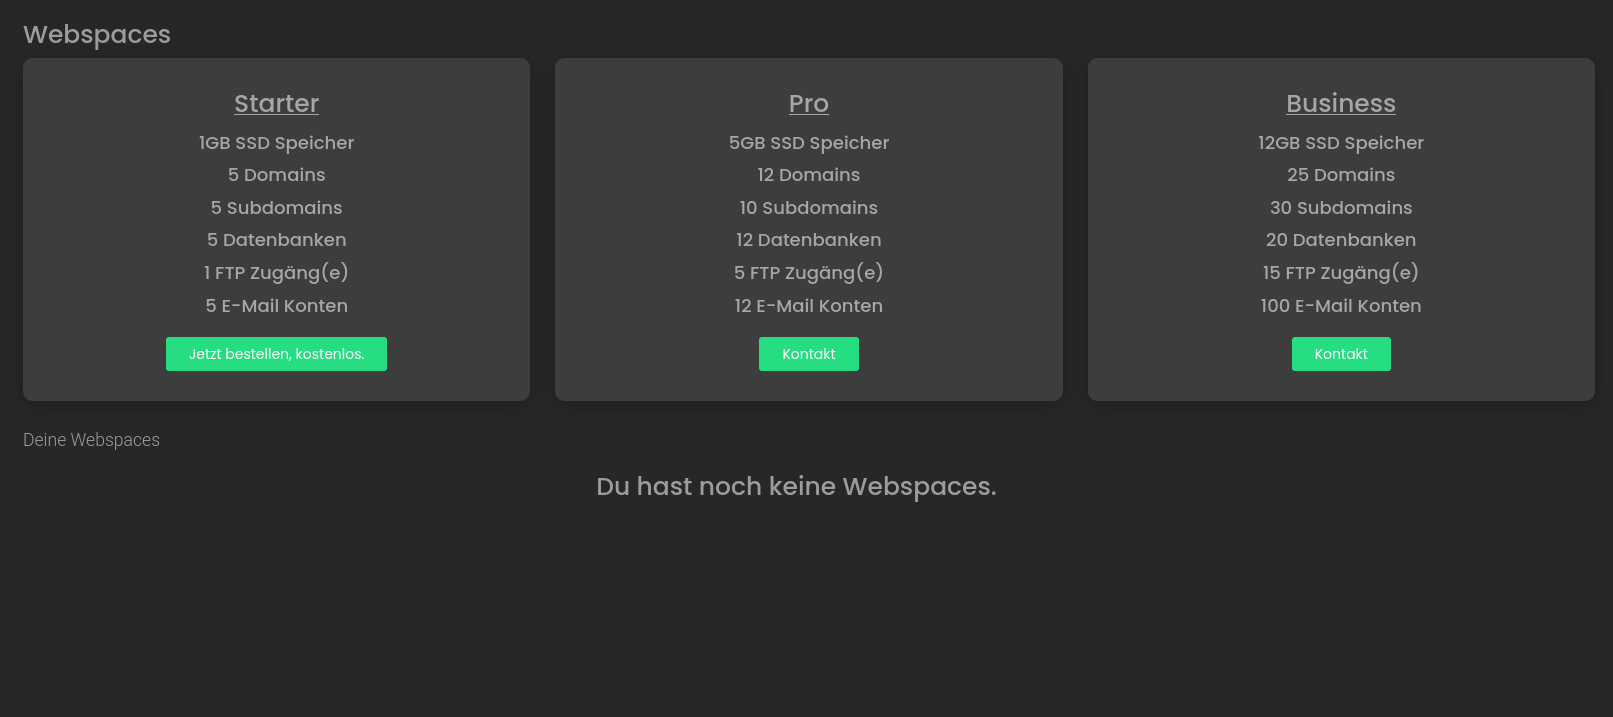 Webspaces
Starter
1GB SSD Speicher
5 Domains
5 Subdomains
5 Datenbanken
1 FTP Zugäng(e)
5 E-Mail Konten
Jetzt bestellen, kostenlos.
Pro
5GB SSD Speicher
12 Domains
10 Subdomains
12 Datenbanken
5 FTP Zugäng(e)
12 E-Mail Konten
Kontakt
Business
12GB SSD Speicher
25 Domains
30 Subdomains
20 Datenbanken
15 FTP Zugäng(e)
100 E-Mail Konten
Kontakt
Deine Webspaces
Du hast noch keine Webspaces.